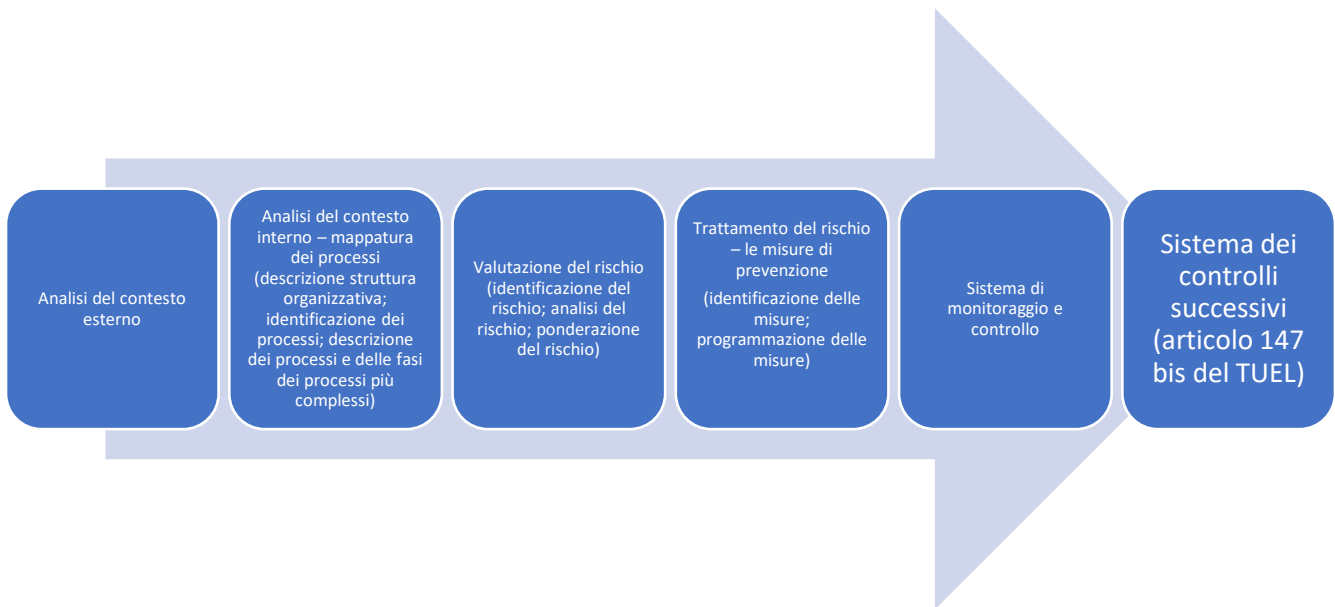 Analisi del contesto
esterno
Analisi del contesto
interno – mappatura
dei processi
(descrizione struttura
organizzativa;
identificazione dei
processi; descrizione
dei processi e delle fasi
dei processi più
complessi)
Valutazione del rischio
(identificazione del
rischio; analisi del
rischio; ponderazione
del rischio)
Trattamento del rischio
– le misure di
prevenzione
(identificazione delle
misure;
programmazione delle
misure)
Sistema di
monitoraggio e
controllo
Sistema dei
controlli
successivi
(articolo 147
bis del TUEL)